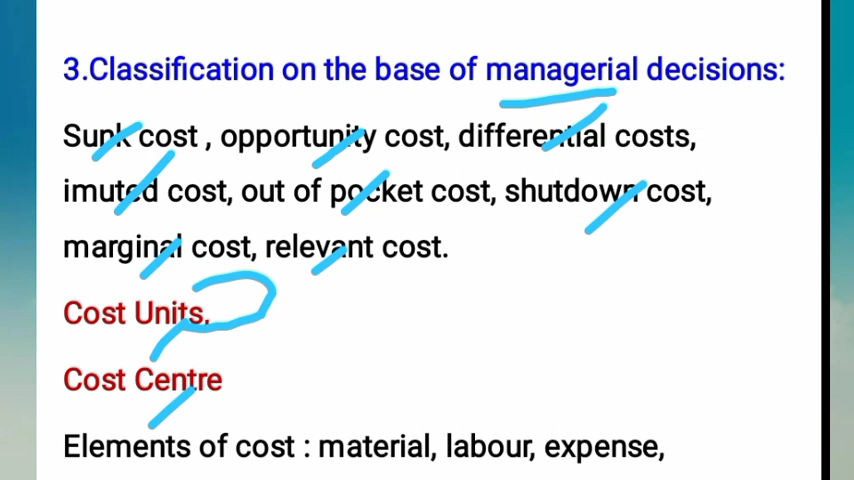 3.Classification on the base of managerial decisions:
Sunk cost , opportunity cost, differential costs,
imuted cost, out of pocket cost, shutdown cost,
marginal cost, relevant cost.
Cost Units.
Cost Centre
Elements of cost : material, labour, expense,